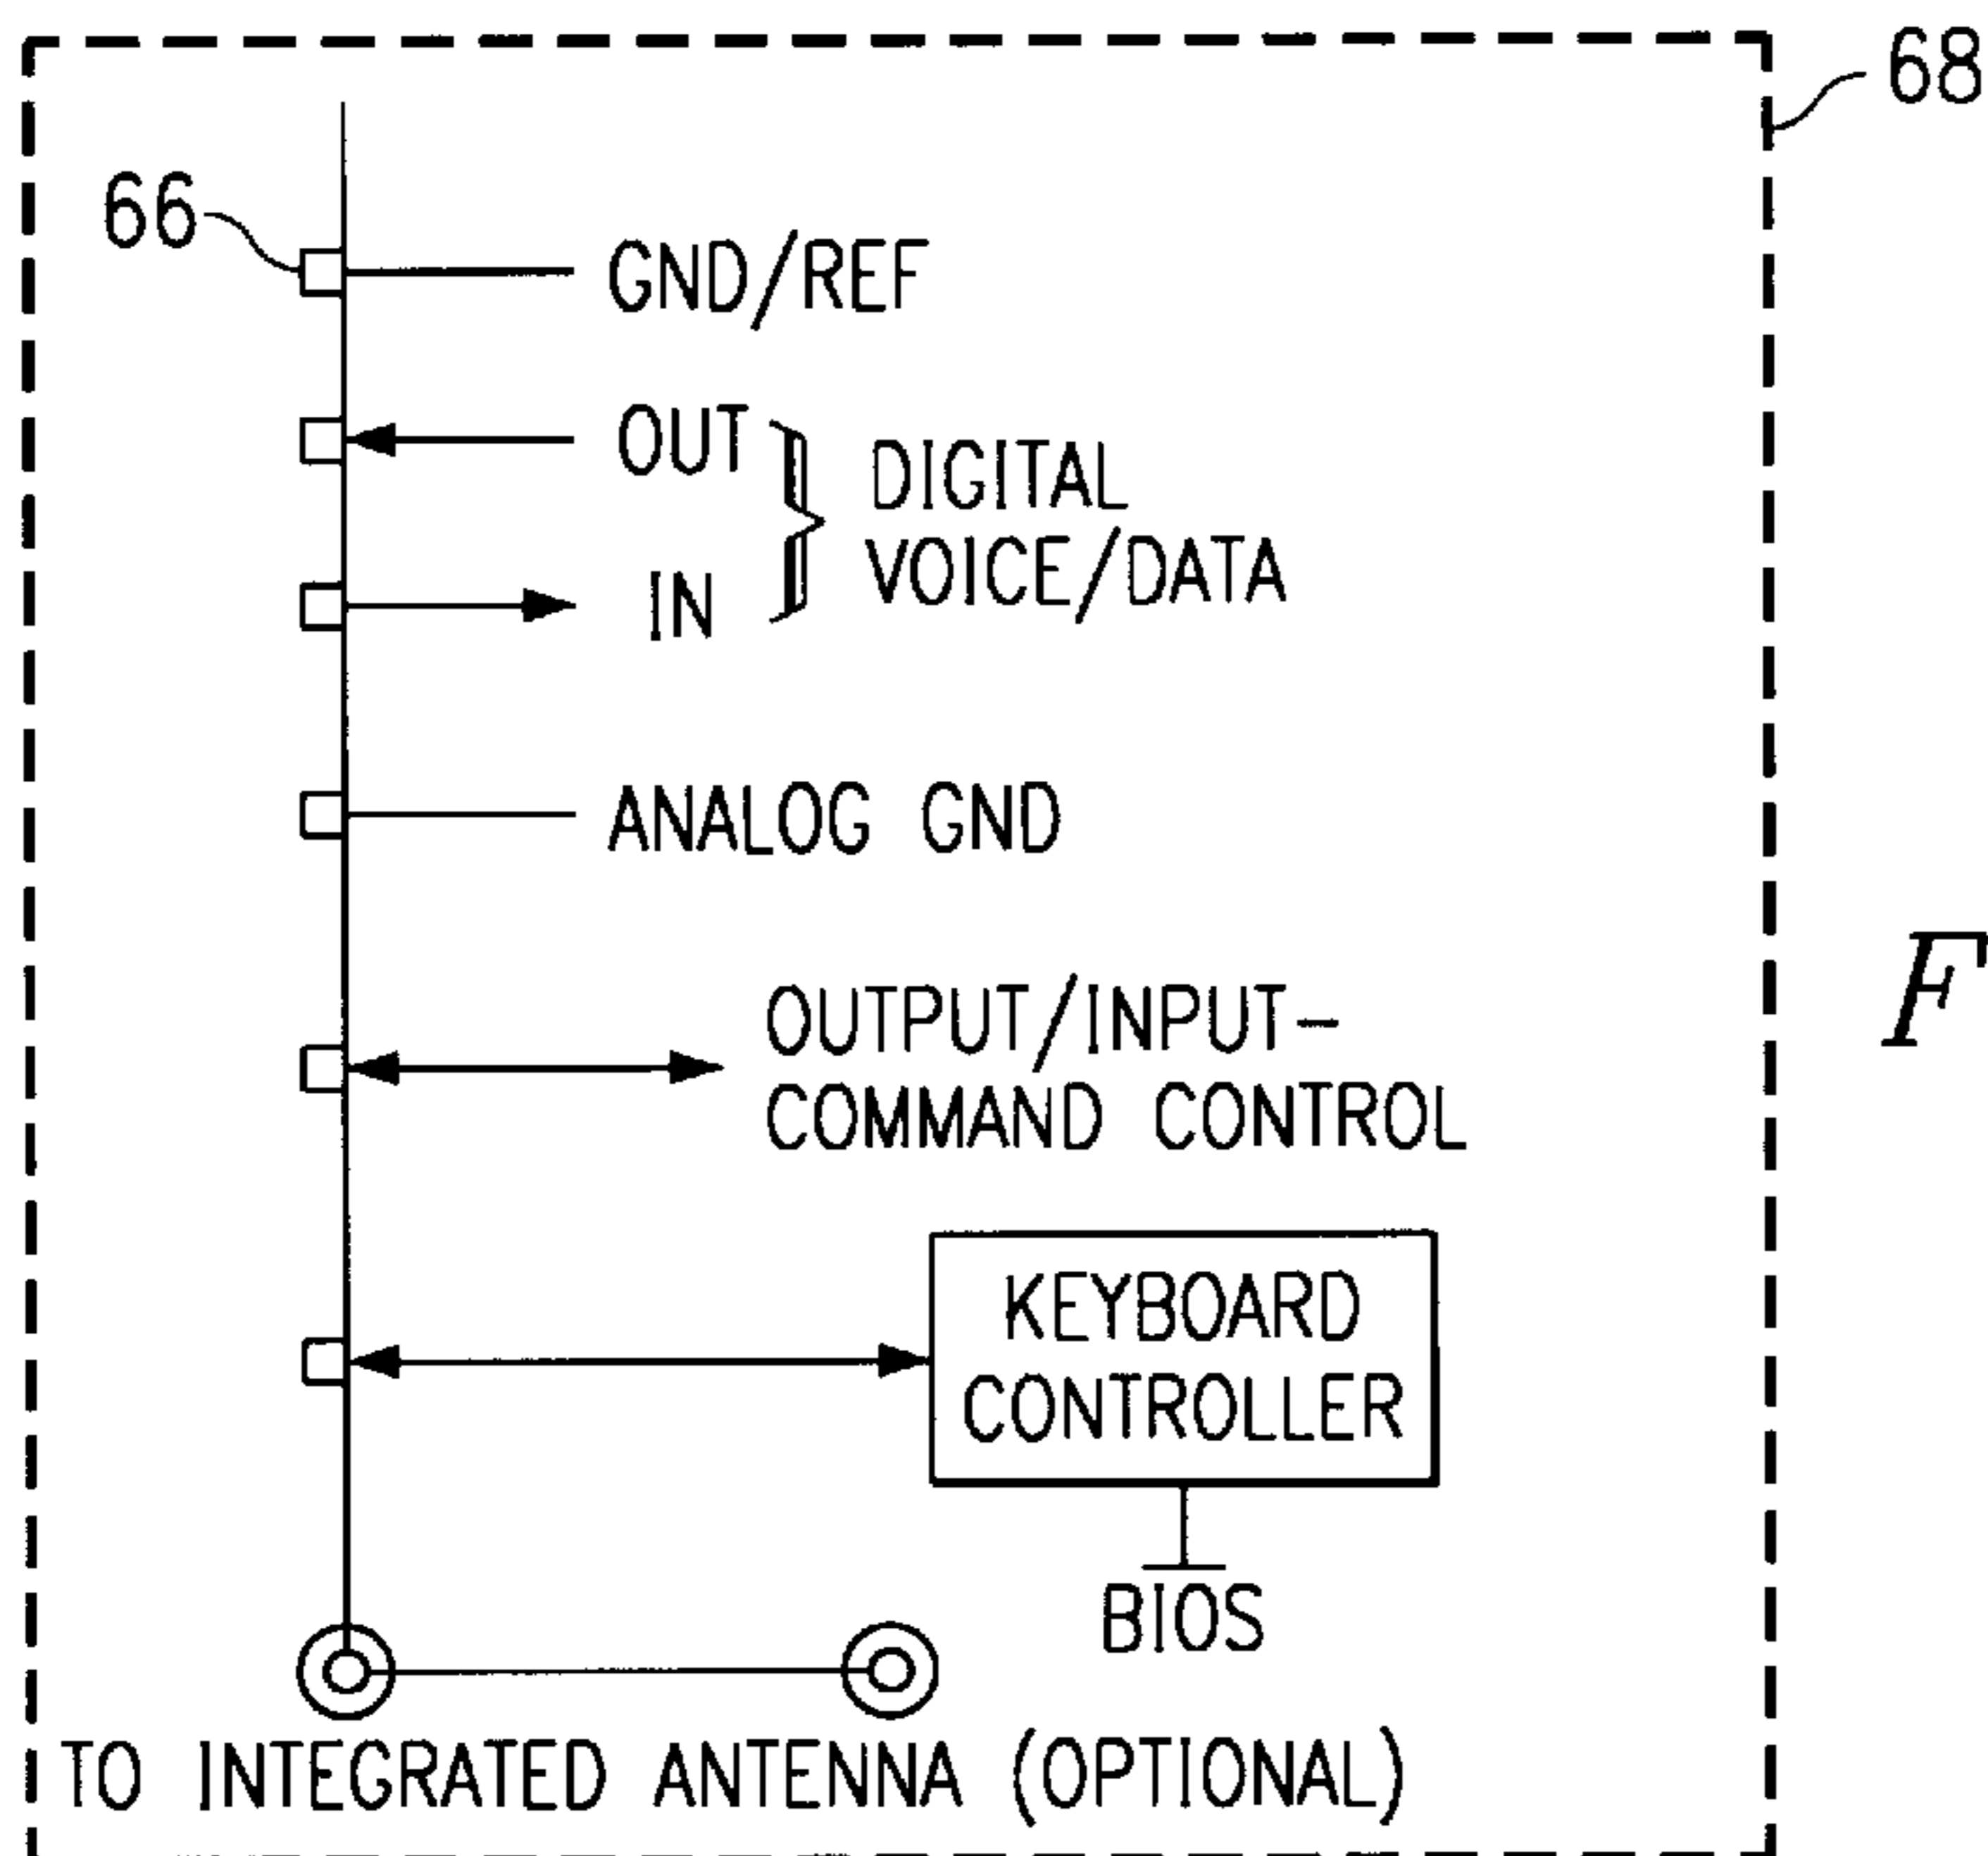 68
66
GND/REF
OUT
DIGITAL
VOICE/DATA
IN
ANALOG GND
F
OUTPUT/INPUT-
COMMAND CONTROL
KEYBOARD
CONTROLLER
BIOS
TO INTEGRATED ANTENNA (OPTIONAL)